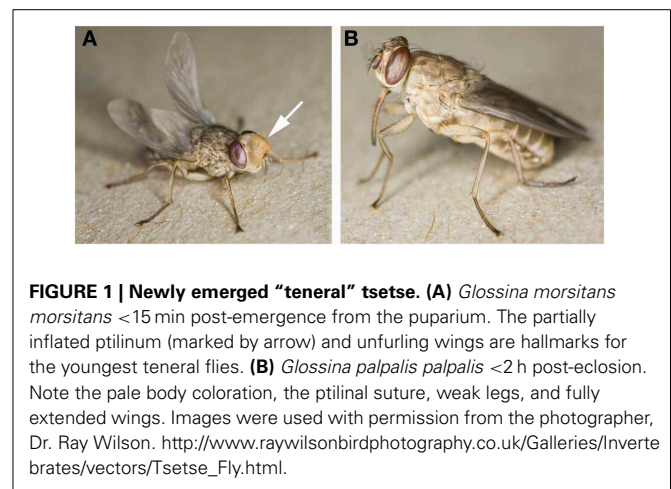 A B
FIGURE 1 | Newly emerged “teneral” tsetse. (A) Glossina morsitans
morsitans <15 min post-emergence from the puparium. The partially
inflated ptilinum (marked by arrow) and unfurling wings are hallmarks for
the youngest teneral flies. (B) Glossina palpalis palpalis <2 h post-eclosion.
Note the pale body coloration, the ptilinal suture, weak legs, and fully
extended wings. Images were used with permission from the photographer,
Dr. Ray Wilson. http://www.raywilsonbirdphotography.co.uk/Galleries/Inverte
brates/vectors/Tsetse_Fly.html.